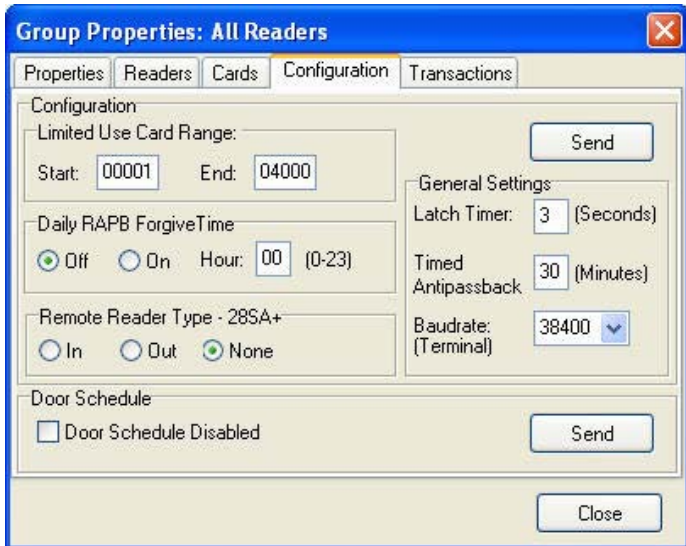 Group Properties: All Readers
Properties Readers Cards Configuration Transactions
Configuration
Limited Use Card Range:
Start: 00001 End: 04000
Send
General Settings
Latch Timer: 3 (Seconds)
Daily RAPB ForgiveTime
Off On Hour: 00 (0-23)
Timed
Antipassback 30 (Minutes)
Remote Reader Type - 28SA+
In Out None
Baudrate: 38400
(Terminal)
Door Schedule
Door Schedule Disabled
Send
Close